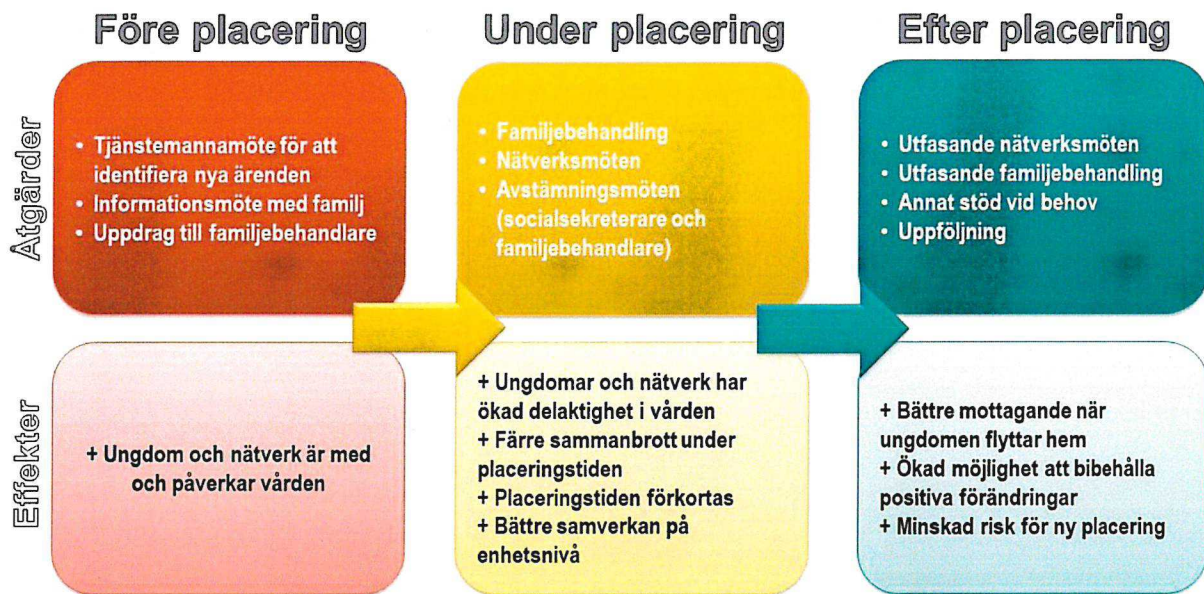 Före placering
Under placering
Efter placering
Åtgärder
• Tjänstemannamöte för att
identifiera nya ärenden
• Informationsmöte med familj
• Uppdrag till familjebehandlare
• Familjebehandling
• Nätverksmöten
• Avstämningsmöten
(socialsekreterare och
familjebehandlare)
• Utfasande nätverksmöten
• Utfasande familjebehandling
• Annat stöd vid behov
• Uppföljning
Effekter
+ Ungdom och nätverk är med
och påverkar vården
+ Ungdomar och nätverk har
ökad delaktighet i vården
+ Färre sammanbrott under
placeringstiden
+ Placeringstiden förkortas
+ Bättre samverkan på
enhetsnivå
+ Bättre mottagande när
ungdomen flyttar hem
+ Ökad möjlighet att bibehålla
positiva förändringar
+ Minskad risk för ny placering